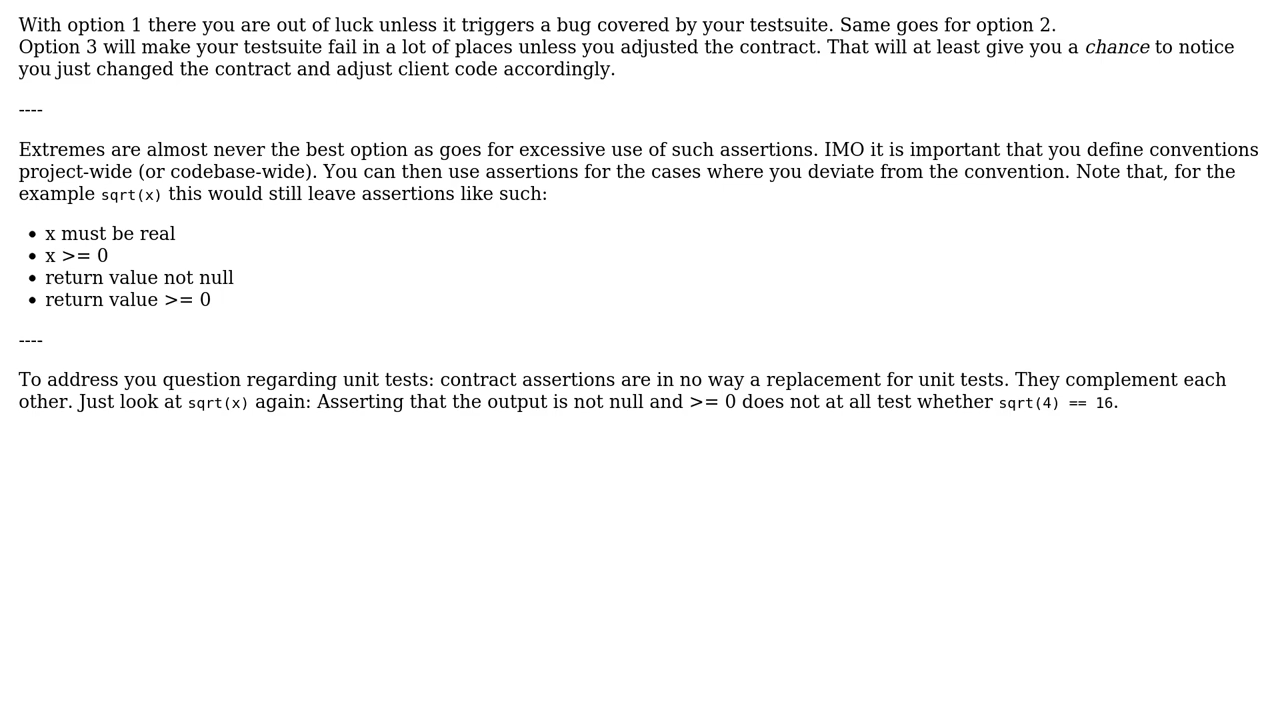 With option 1 there you are out of luck unless it triggers a bug covered by your testsuite. Same goes for option 2.
Option 3 will make your testsuite fail in a lot of places unless you adjusted the contract. That will at least give you a chance to notice
you just changed the contract and adjust client code accordingly.
----
Extremes are almost never the best option as goes for excessive use of such assertions. IMO it is important that you define conventions
project-wide (or codebase-wide). You can then use assertions for the cases where you deviate from the convention. Note that, for the
example sqrt(x) this would still leave assertions like such:
• x must be real
• x >= 0
• return value not null
• return value >= 0
----
To address you question regarding unit tests: contract assertions are in no way a replacement for unit tests. They complement each
other. Just look at sqrt(x) again: Asserting that the output is not null and >= 0 does not at all test whether sqrt(4) == 16.